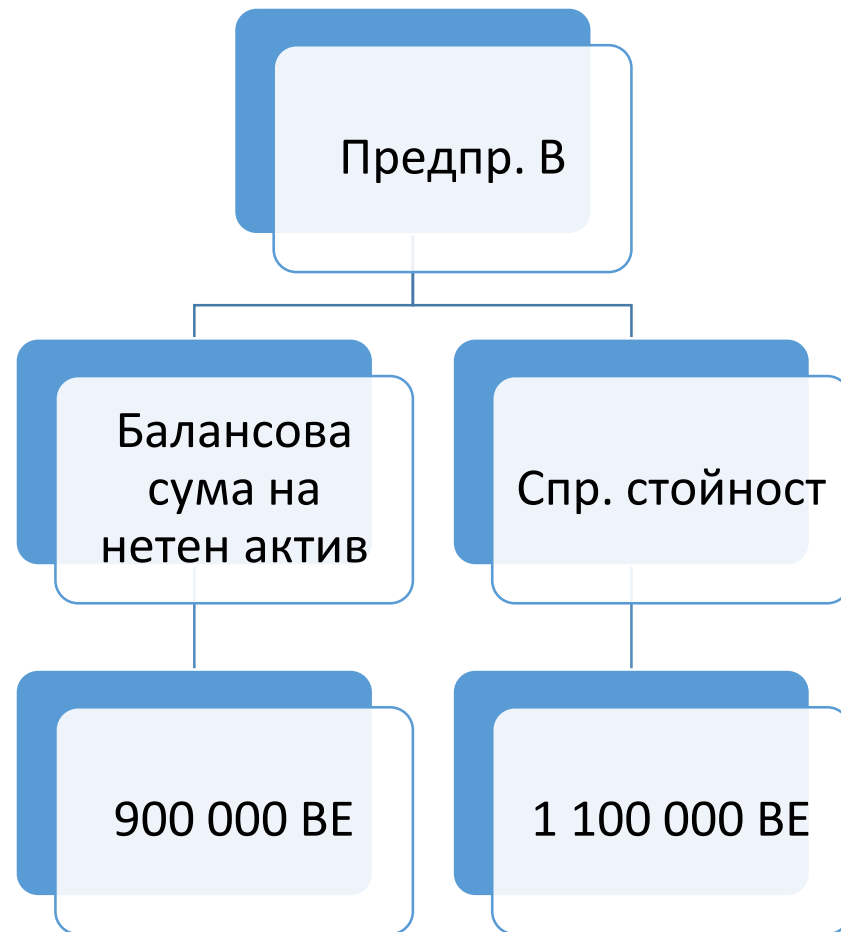 Предпр. В
Балансова
сума на
нетен актив
Спр. стойност
900 000 ВЕ
1 100 000 ВЕ